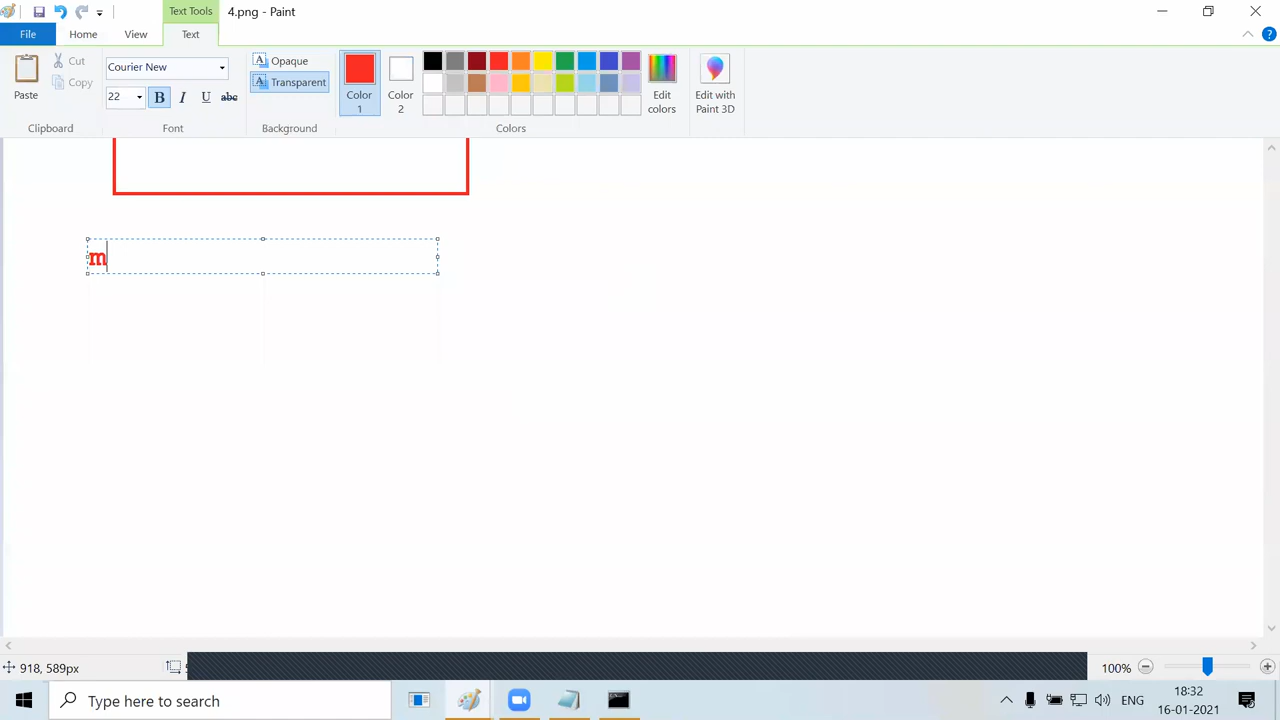 Text Tools 4.png - Paint
File Home View Text
Cut
Copy
Paste
Clipboard
Courier New
22 B I U abc
Font
Opaque
Transparent
Background
Color 1
Color 2
Edit colors
Edit with Paint 3D
Colors
m
918, 589px
100%
Type here to search
ENG
18:32
16-01-2021